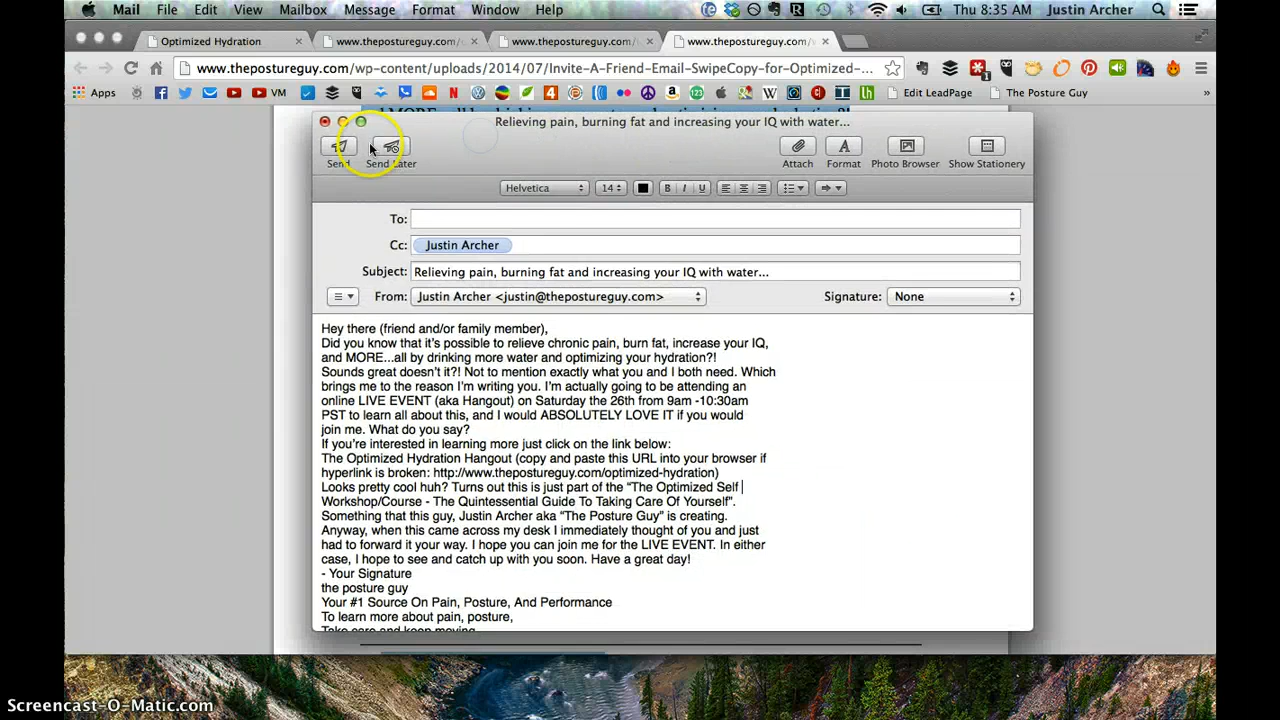 Mail File Edit View Mailbox Message Format Window Help Thu 8:35 AM Justin Archer
Optimized Hydration www.thepostureguy.com/ www.thepostureguy.com/ www.thepostureguy.com/w
www.thepostureguy.com/wp-content/uploads/2014/07/Invite-A-Friend-Email-SwipeCopy-for-Optimized-...
Apps VM Edit LeadPage The Posture Guy »
Relieving pain, burning fat and increasing your IQ with water...
Send Send Later Attach Format Photo Browser Show Stationery
Helvetica 14 B I U
To:
Cc: Justin Archer
Subject: Relieving pain, burning fat and increasing your IQ with water...
From: Justin Archer <justin@thepostureguy.com> Signature: None
Hey there (friend and/or family member),
Did you know that it's possible to relieve chronic pain, burn fat, increase your IQ,
and MORE...all by drinking more water and optimizing your hydration?!
Sounds great doesn't it?! Not to mention exactly what you and I both need. Which
brings me to the reason I'm writing you. I'm actually going to be attending an
online LIVE EVENT (aka Hangout) on Saturday the 26th from 9am -10:30am
PST to learn all about this, and I would ABSOLUTELY LOVE IT if you would
join me. What do you say?
If you're interested in learning more just click on the link below:
The Optimized Hydration Hangout (copy and paste this URL into your browser if
hyperlink is broken: http://www.thepostureguy.com/optimized-hydration)
Looks pretty cool huh? Turns out this is just part of the "The Optimized Self
Workshop/Course - The Quintessential Guide To Taking Care Of Yourself".
Something that this guy, Justin Archer aka "The Posture Guy" is creating.
Anyway, when this came across my desk I immediately thought of you and just
had to forward it your way. I hope you can join me for the LIVE EVENT. In either
case, I hope to see and catch up with you soon. Have a great day!
- Your Signature
the posture guy
Your #1 Source On Pain, Posture, And Performance
To learn more about pain, posture,
Take care and keep moving
Screencast-O-Matic.com